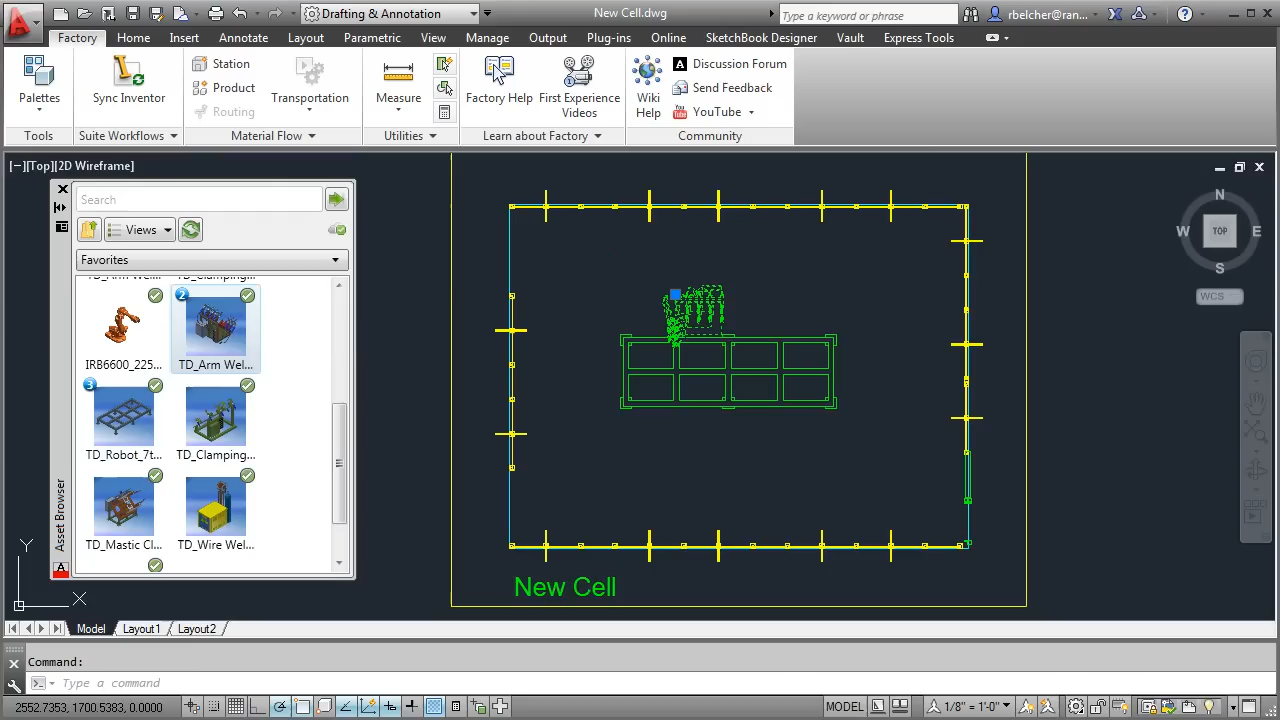 Drafting & Annotation
New Cell.dwg
Type a keyword or phrase
rbelcher@ran...
Factory Home Insert Annotate Layout Parametric View Manage Output Plug-ins Online SketchBook Designer Vault Express Tools
Palettes
Sync Inventor
Station
Product
Routing
Transportation
Measure
Factory Help
First Experience
Videos
Wiki
Help
Discussion Forum
Send Feedback
YouTube
Tools Suite Workflows Material Flow Utilities Learn about Factory Community
[−][Top][2D Wireframe]
Search
Views
Favorites
TD_Arm Wel... TD_Clamping...
2
IRB6600_225... TD_Arm Wel...
3
TD_Robot_7t... TD_Clamping...
TD_Mastic Cl... TD_Wire Wel...
Asset Browser
N
W TOP E
S
WCS
New Cell
Y
X
Model Layout1 Layout2
Command:
Type a command
2552.7353, 1700.5383, 0.0000
MODEL
1/8" = 1'-0"